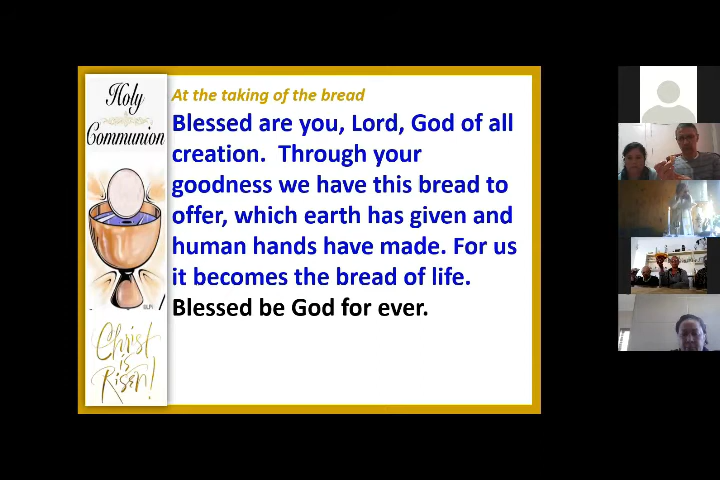 Holy
Communion
Christ
is
Risen!
At the taking of the bread
Blessed are you, Lord, God of all
creation.  Through your
goodness we have this bread to
offer, which earth has given and
human hands have made. For us
it becomes the bread of life.
Blessed be God for ever.